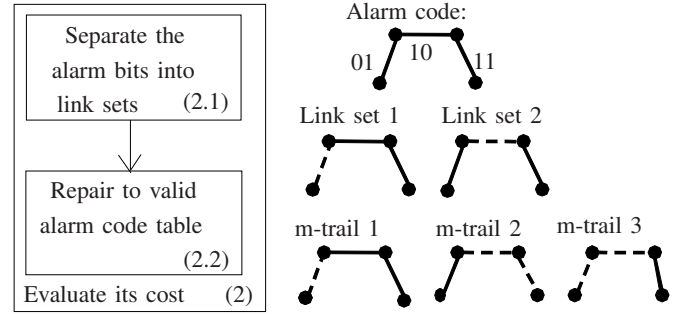 Separate the
alarm bits into
link sets (2.1)
Repair to valid
alarm code table
(2.2)
Evaluate its cost (2)
Alarm code:
01 10 11
Link set 1 Link set 2
m-trail 1 m-trail 2 m-trail 3